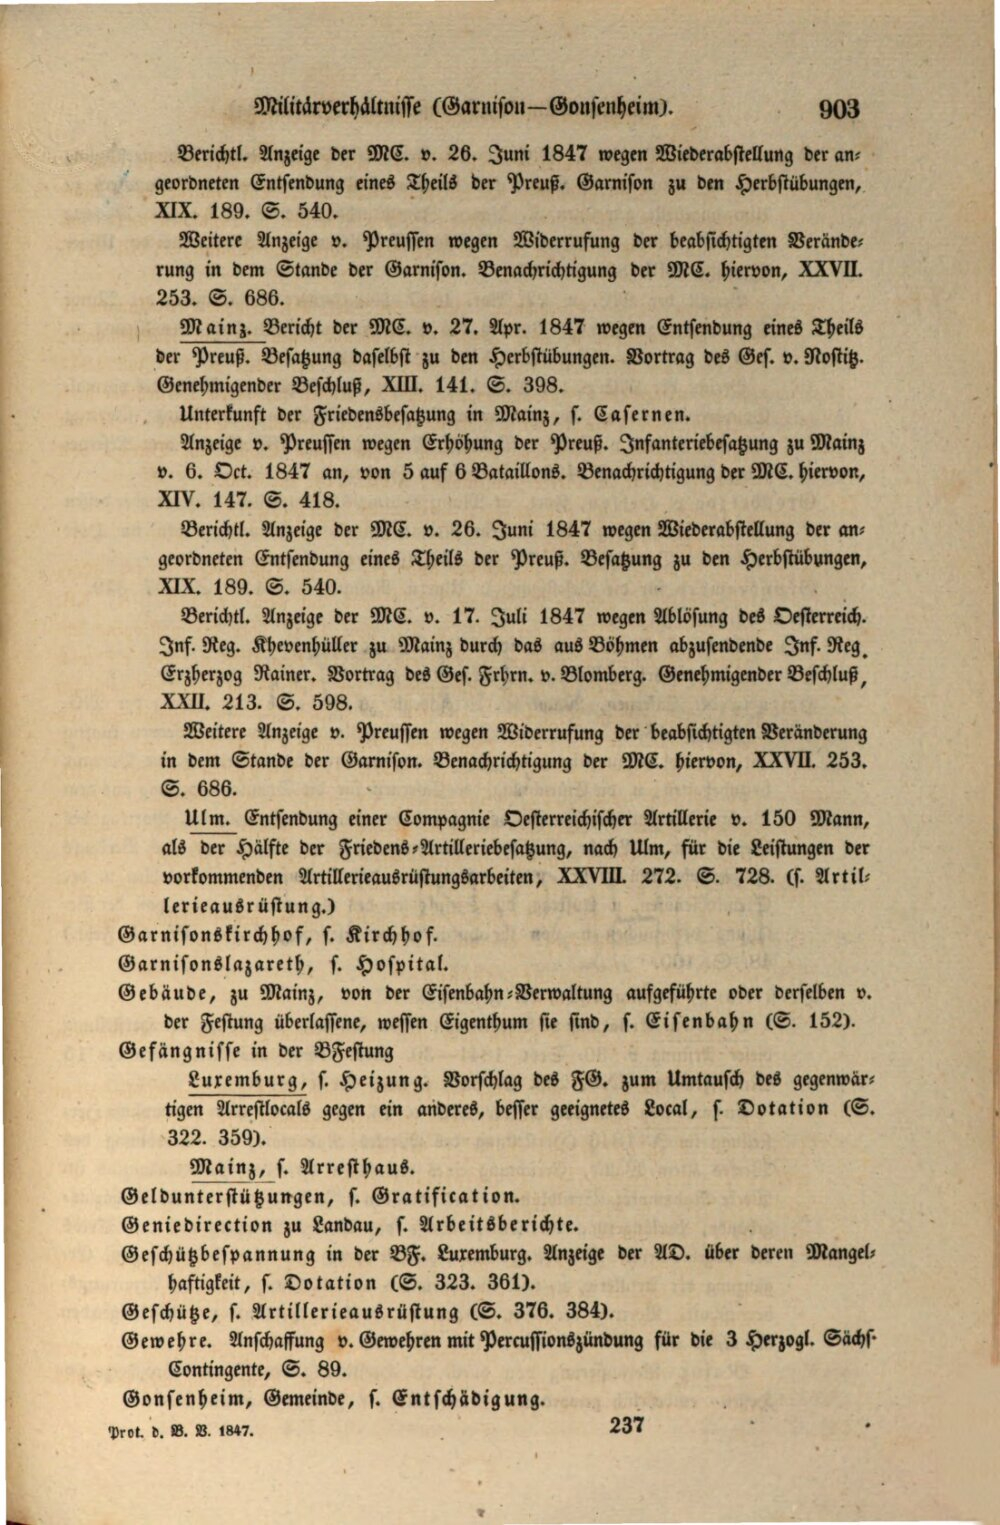 Militärverhältnisse (Garnison—Gonsenheim). 903
Berichtl. Anzeige der MC. v. 26. Juni 1847 wegen Wiederabstellung der an-
geordneten Entsendung eines Theils der Preuß. Garnison zu den Herbstübungen,
XIX. 189. S. 540.
Weitere Anzeige v. Preussen wegen Widerrufung der beabsichtigten Verände-
rung in dem Stande der Garnison. Benachrichtigung der MC. hiervon, XXVII.
253. S. 686.
Mainz. Bericht der MC. v. 27. Apr. 1847 wegen Entsendung eines Theils
der Preuß. Besatzung daselbst zu den Herbstübungen. Vortrag des Ges. v. Nostitz.
Genehmigender Beschluß, XIII. 141. S. 398.
Unterkunft der Friedensbesatzung in Mainz, s. Casernen.
Anzeige v. Preussen wegen Erhöhung der Preuß. Infanteriebesatzung zu Mainz
v. 6. Oct. 1847 an, von 5 auf 6 Bataillons. Benachrichtigung der MC. hiervon,
XIV. 147. S. 418.
Berichtl. Anzeige der MC. v. 26. Juni 1847 wegen Wiederabstellung der an-
geordneten Entsendung eines Theils der Preuß. Besatzung zu den Herbstübungen,
XIX. 189. S. 540.
Berichtl. Anzeige der MC. v. 17. Juli 1847 wegen Ablösung des Oesterreich.
Inf. Reg. Khevenhüller zu Mainz durch das aus Böhmen abzusendende Inf. Reg.
Erzherzog Rainer. Vortrag des Ges. Frhrn. v. Blomberg. Genehmigender Beschluß,
XXII. 213. S. 598.
Weitere Anzeige v. Preussen wegen Widerrufung der beabsichtigten Veränderung
in dem Stande der Garnison. Benachrichtigung der MC. hiervon, XXVII. 253.
S. 686.
Ulm. Entsendung einer Compagnie Oesterreichischer Artillerie v. 150 Mann,
als der Hälfte der Friedens-Artilleriebesatzung, nach Ulm, für die Leistungen der
vorkommenden Artillerieausrüstungsarbeiten, XXVIII. 272. S. 728. (s. Artil-
lerieausrüstung.)
Garnisonskirchhof, s. Kirchhof.
Garnisonslazareth, s. Hospital.
Gebäude, zu Mainz, von der Eisenbahn-Verwaltung aufgeführte oder derselben v.
der Festung überlassene, wessen Eigenthum sie sind, s. Eisenbahn (S. 152).
Gefängnisse in der BFestung
Luxemburg, s. Heizung. Vorschlag des FG. zum Umtausch des gegenwär-
tigen Arrestlocals gegen ein anderes, besser geeignetes Local, s. Dotation (S.
322. 359).
Mainz, s. Arresthaus.
Geldunterstützungen, s. Gratification.
Geniedirection zu Landau, s. Arbeitsberichte.
Geschützbespannung in der BF. Luxemburg. Anzeige der AD. über deren Mangel-
haftigkeit, s. Dotation (S. 323. 361).
Geschütze, s. Artillerieausrüstung (S. 376. 384).
Gewehre. Anschaffung v. Gewehren mit Percussionszündung für die 3 Herzogl. Sächs.
Contingente, S. 89.
Gonsenheim, Gemeinde, s. Entschädigung.
Prot. d. B. V. 1847. 237